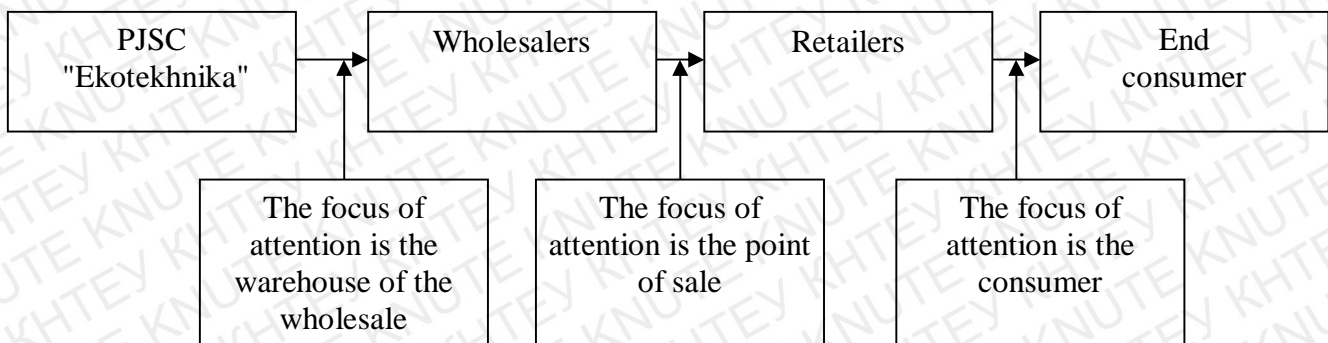 PJSC
"Ekotekhnika"
Wholesalers
Retailers
End
consumer
The focus of
attention is the
warehouse of the
wholesale
The focus of
attention is the point
of sale
The focus of
attention is the
consumer